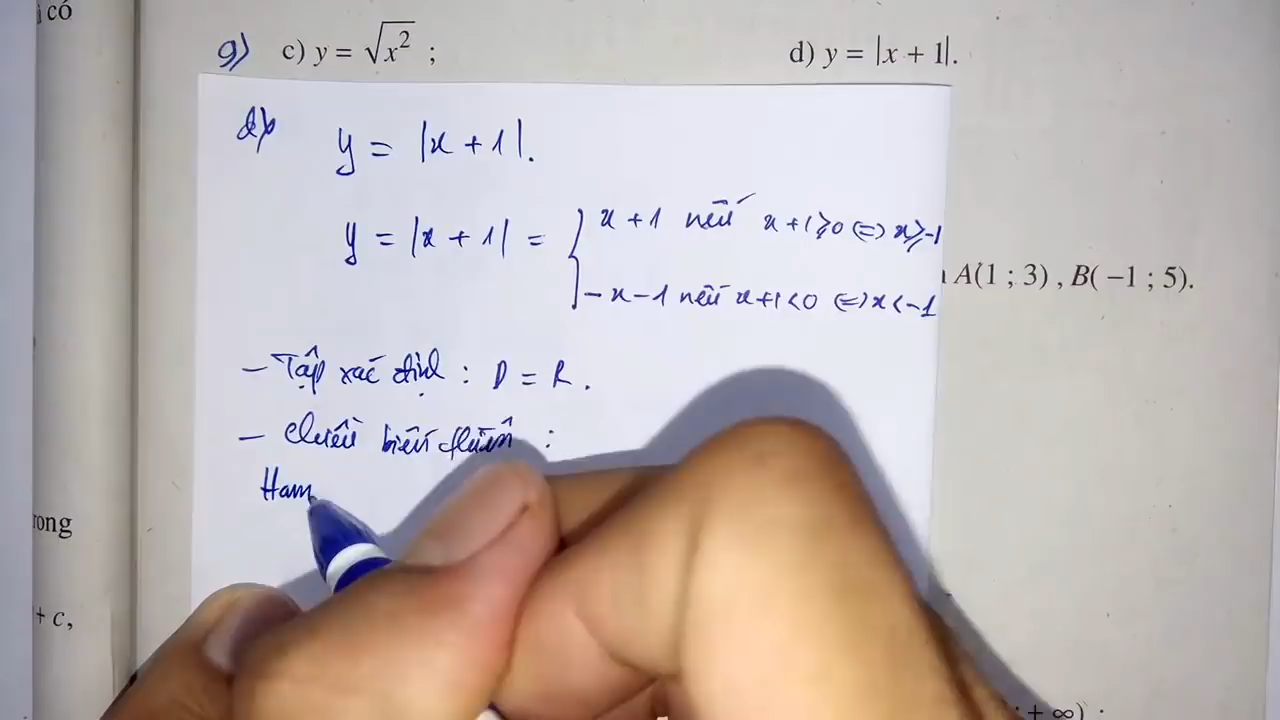 có
9) c) y = √x² ; d) y = |x + 1|.
d) y = |x + 1|.
y = |x + 1| = { x + 1 nếu x + 1 ≥ 0 <=> x ≥ -1
-x - 1 nếu x + 1 < 0 <=> x < -1
A(1 ; 3) , B( −1 ; 5).
- Tập xác định : D = R.
- Chiều biến thiên :
Ham
rong
+ c,
+ ∞) ;